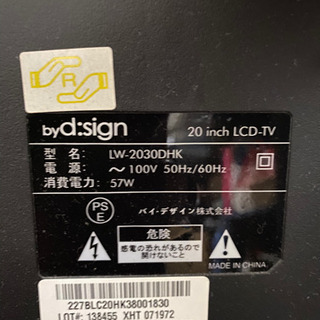 R
byd:sign
20 inch LCD-TV
型 名: LW-2030DHK
電 源: ～100V 50Hz/60Hz
消費電力: 57W
PS
E
バイ・デザイン株式会社
危険
感電の恐れがあるので
開けないこと
MADE IN CHINA
227BLC20HK38001830
LOT#: 138455 XHT 071972